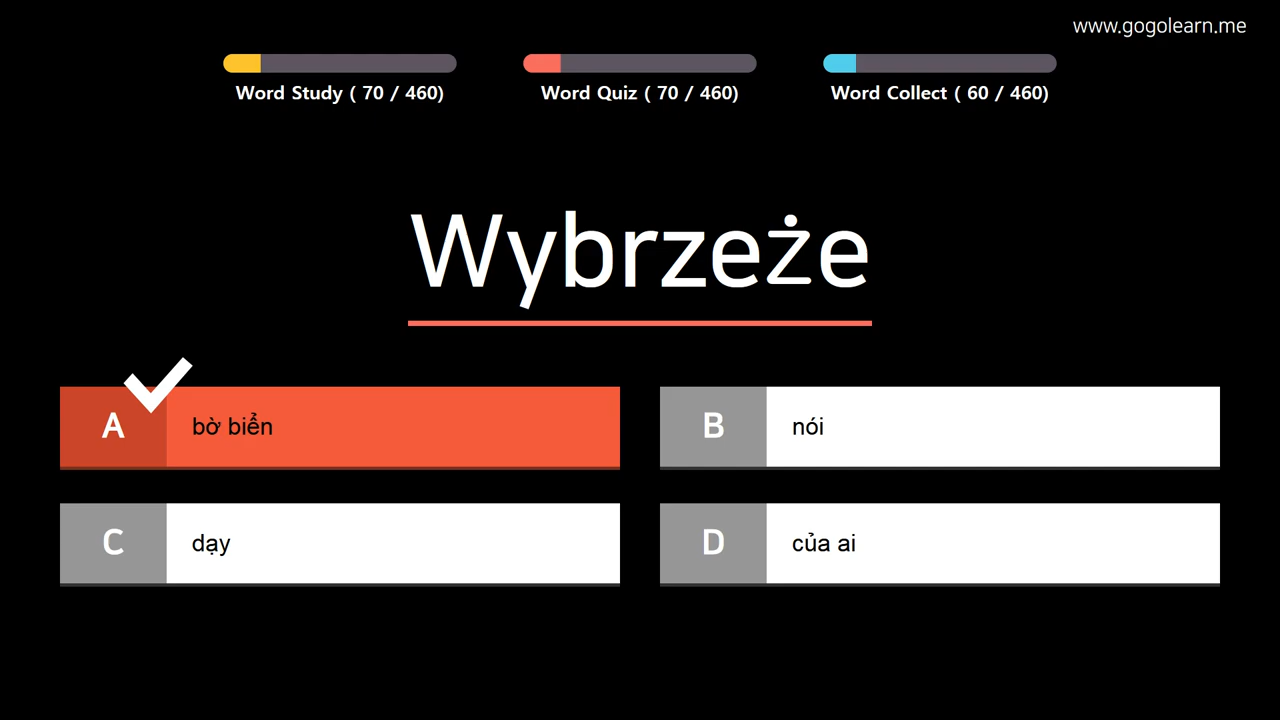 www.gogolearn.me
Word Study ( 70 / 460)
Word Quiz ( 70 / 460)
Word Collect ( 60 / 460)
Wybrzeże
A
bờ biển
B
nói
C
dạy
D
của ai